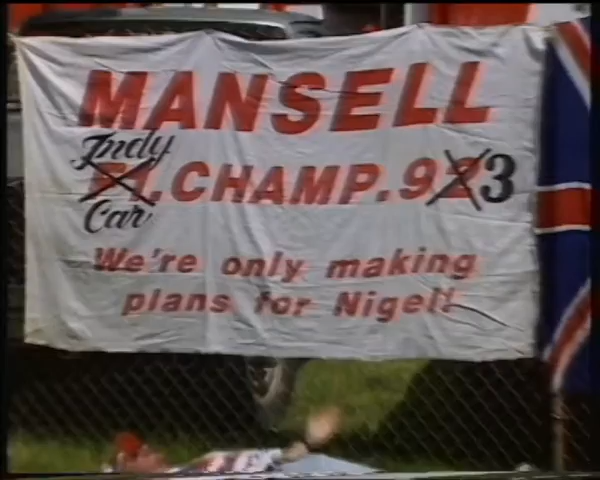 MANSELL
Indy
F1. CHAMP. 923
Car
We're only making
plans for Nigel!